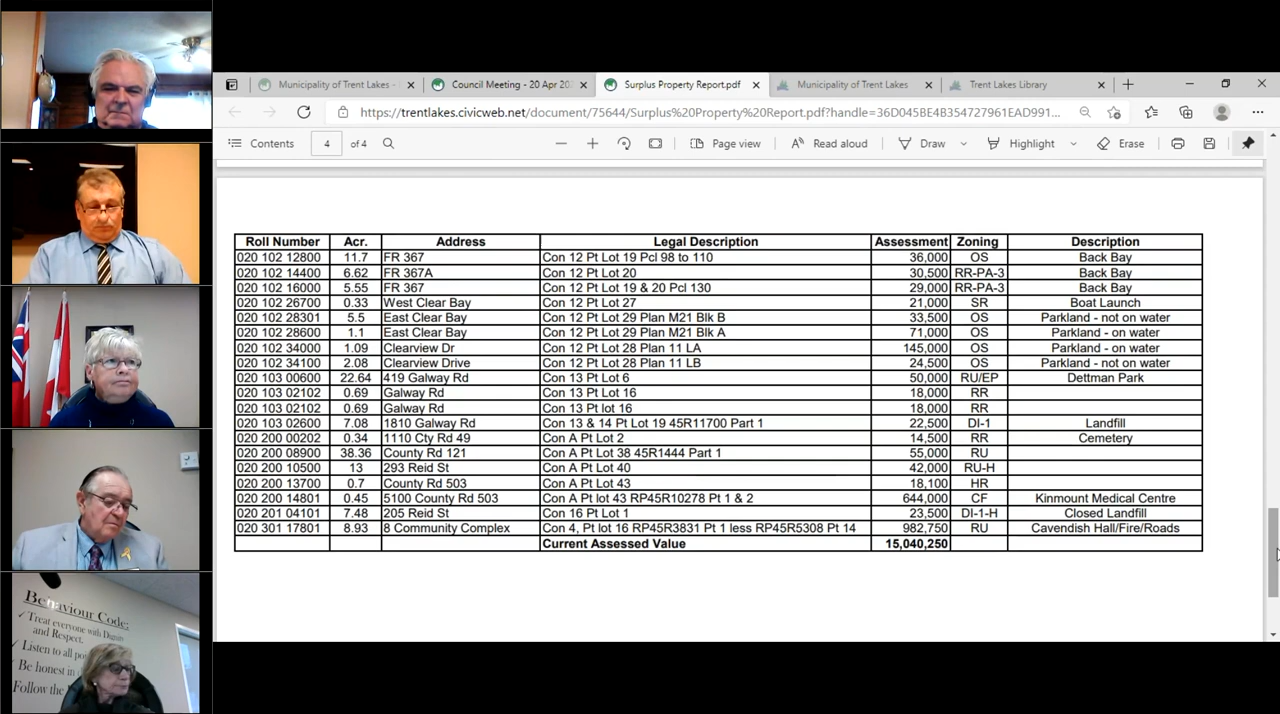 Municipality of Trent Lakes -
Council Meeting - 20 Apr 202
Surplus Property Report.pdf
Municipality of Trent Lakes
Trent Lakes Library
https://trentlakes.civicweb.net/document/75644/Surplus%20Property%20Report.pdf?handle=36D045BE4B354727961EAD991...
Contents 4 of 4 Page view Read aloud Draw Highlight Erase
Roll Number Acr. Address Legal Description Assessment Zoning Description
020 102 12800 11.7 FR 367 Con 12 Pt Lot 19 Pcl 98 to 110 36,000 OS Back Bay
020 102 14400 6.62 FR 367A Con 12 Pt Lot 20 30,500 RR-PA-3 Back Bay
020 102 16000 5.55 FR 367 Con 12 Pt Lot 19 & 20 Pcl 130 29,000 RR-PA-3 Back Bay
020 102 26700 0.33 West Clear Bay Con 12 Pt Lot 27 21,000 SR Boat Launch
020 102 28301 5.5 East Clear Bay Con 12 Pt Lot 29 Plan M21 Blk B 33,500 OS Parkland - not on water
020 102 28600 1.1 East Clear Bay Con 12 Pt Lot 29 Plan M21 Blk A 71,000 OS Parkland - on water
020 102 34000 1.09 Clearview Dr Con 12 Pt Lot 28 Plan 11 LA 145,000 OS Parkland - on water
020 102 34100 2.08 Clearview Drive Con 12 Pt Lot 28 Plan 11 LB 24,500 OS Parkland - not on water
020 103 00600 22.64 419 Galway Rd Con 13 Pt Lot 6 50,000 RU/EP Dettman Park
020 103 02102 0.69 Galway Rd Con 13 Pt Lot 16 18,000 RR
020 103 02102 0.69 Galway Rd Con 13 Pt lot 16 18,000 RR
020 103 02600 7.08 1810 Galway Rd Con 13 & 14 Pt Lot 19 45R11700 Part 1 22,500 DI-1 Landfill
020 200 00202 0.34 1110 Cty Rd 49 Con A Pt Lot 2 14,500 RR Cemetery
020 200 08900 38.36 County Rd 121 Con A Pt Lot 38 45R1444 Part 1 55,000 RU
020 200 10500 13 293 Reid St Con A Pt Lot 40 42,000 RU-H
020 200 13700 0.7 County Rd 503 Con A Pt Lot 43 18,100 HR
020 200 14801 0.45 5100 County Rd 503 Con A Pt lot 43 RP45R10278 Pt 1 & 2 644,000 CF Kinmount Medical Centre
020 201 04101 7.48 205 Reid St Con 16 Pt Lot 1 23,500 DI-1-H Closed Landfill
020 301 17801 8.93 8 Community Complex Con 4, Pt lot 16 RP45R3831 Pt 1 less RP45R5308 Pt 14 982,750 RU Cavendish Hall/Fire/Roads
Current Assessed Value 15,040,250
Behaviour Code:
✓ Treat everyone with Dignity
and Respect.
✓ Listen to all
Be honest in
Follow the